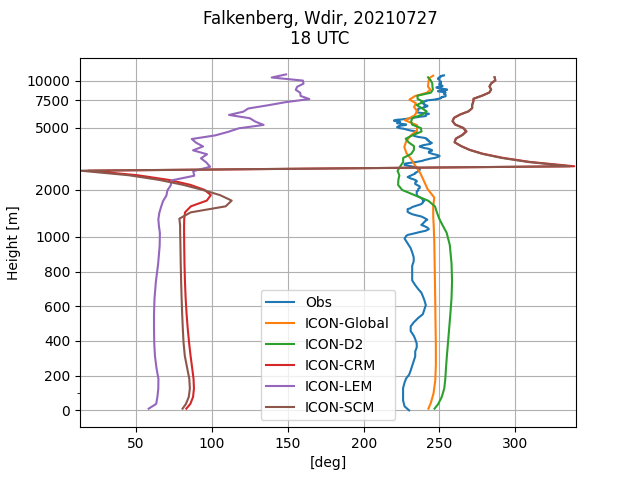 Falkenberg, Wdir, 20210727
18 UTC
10000
7500
5000
2000
1000
800
600
400
200
0
Height [m]
50
100
150
200
250
300
[deg]
Obs
ICON-Global
ICON-D2
ICON-CRM
ICON-LEM
ICON-SCM